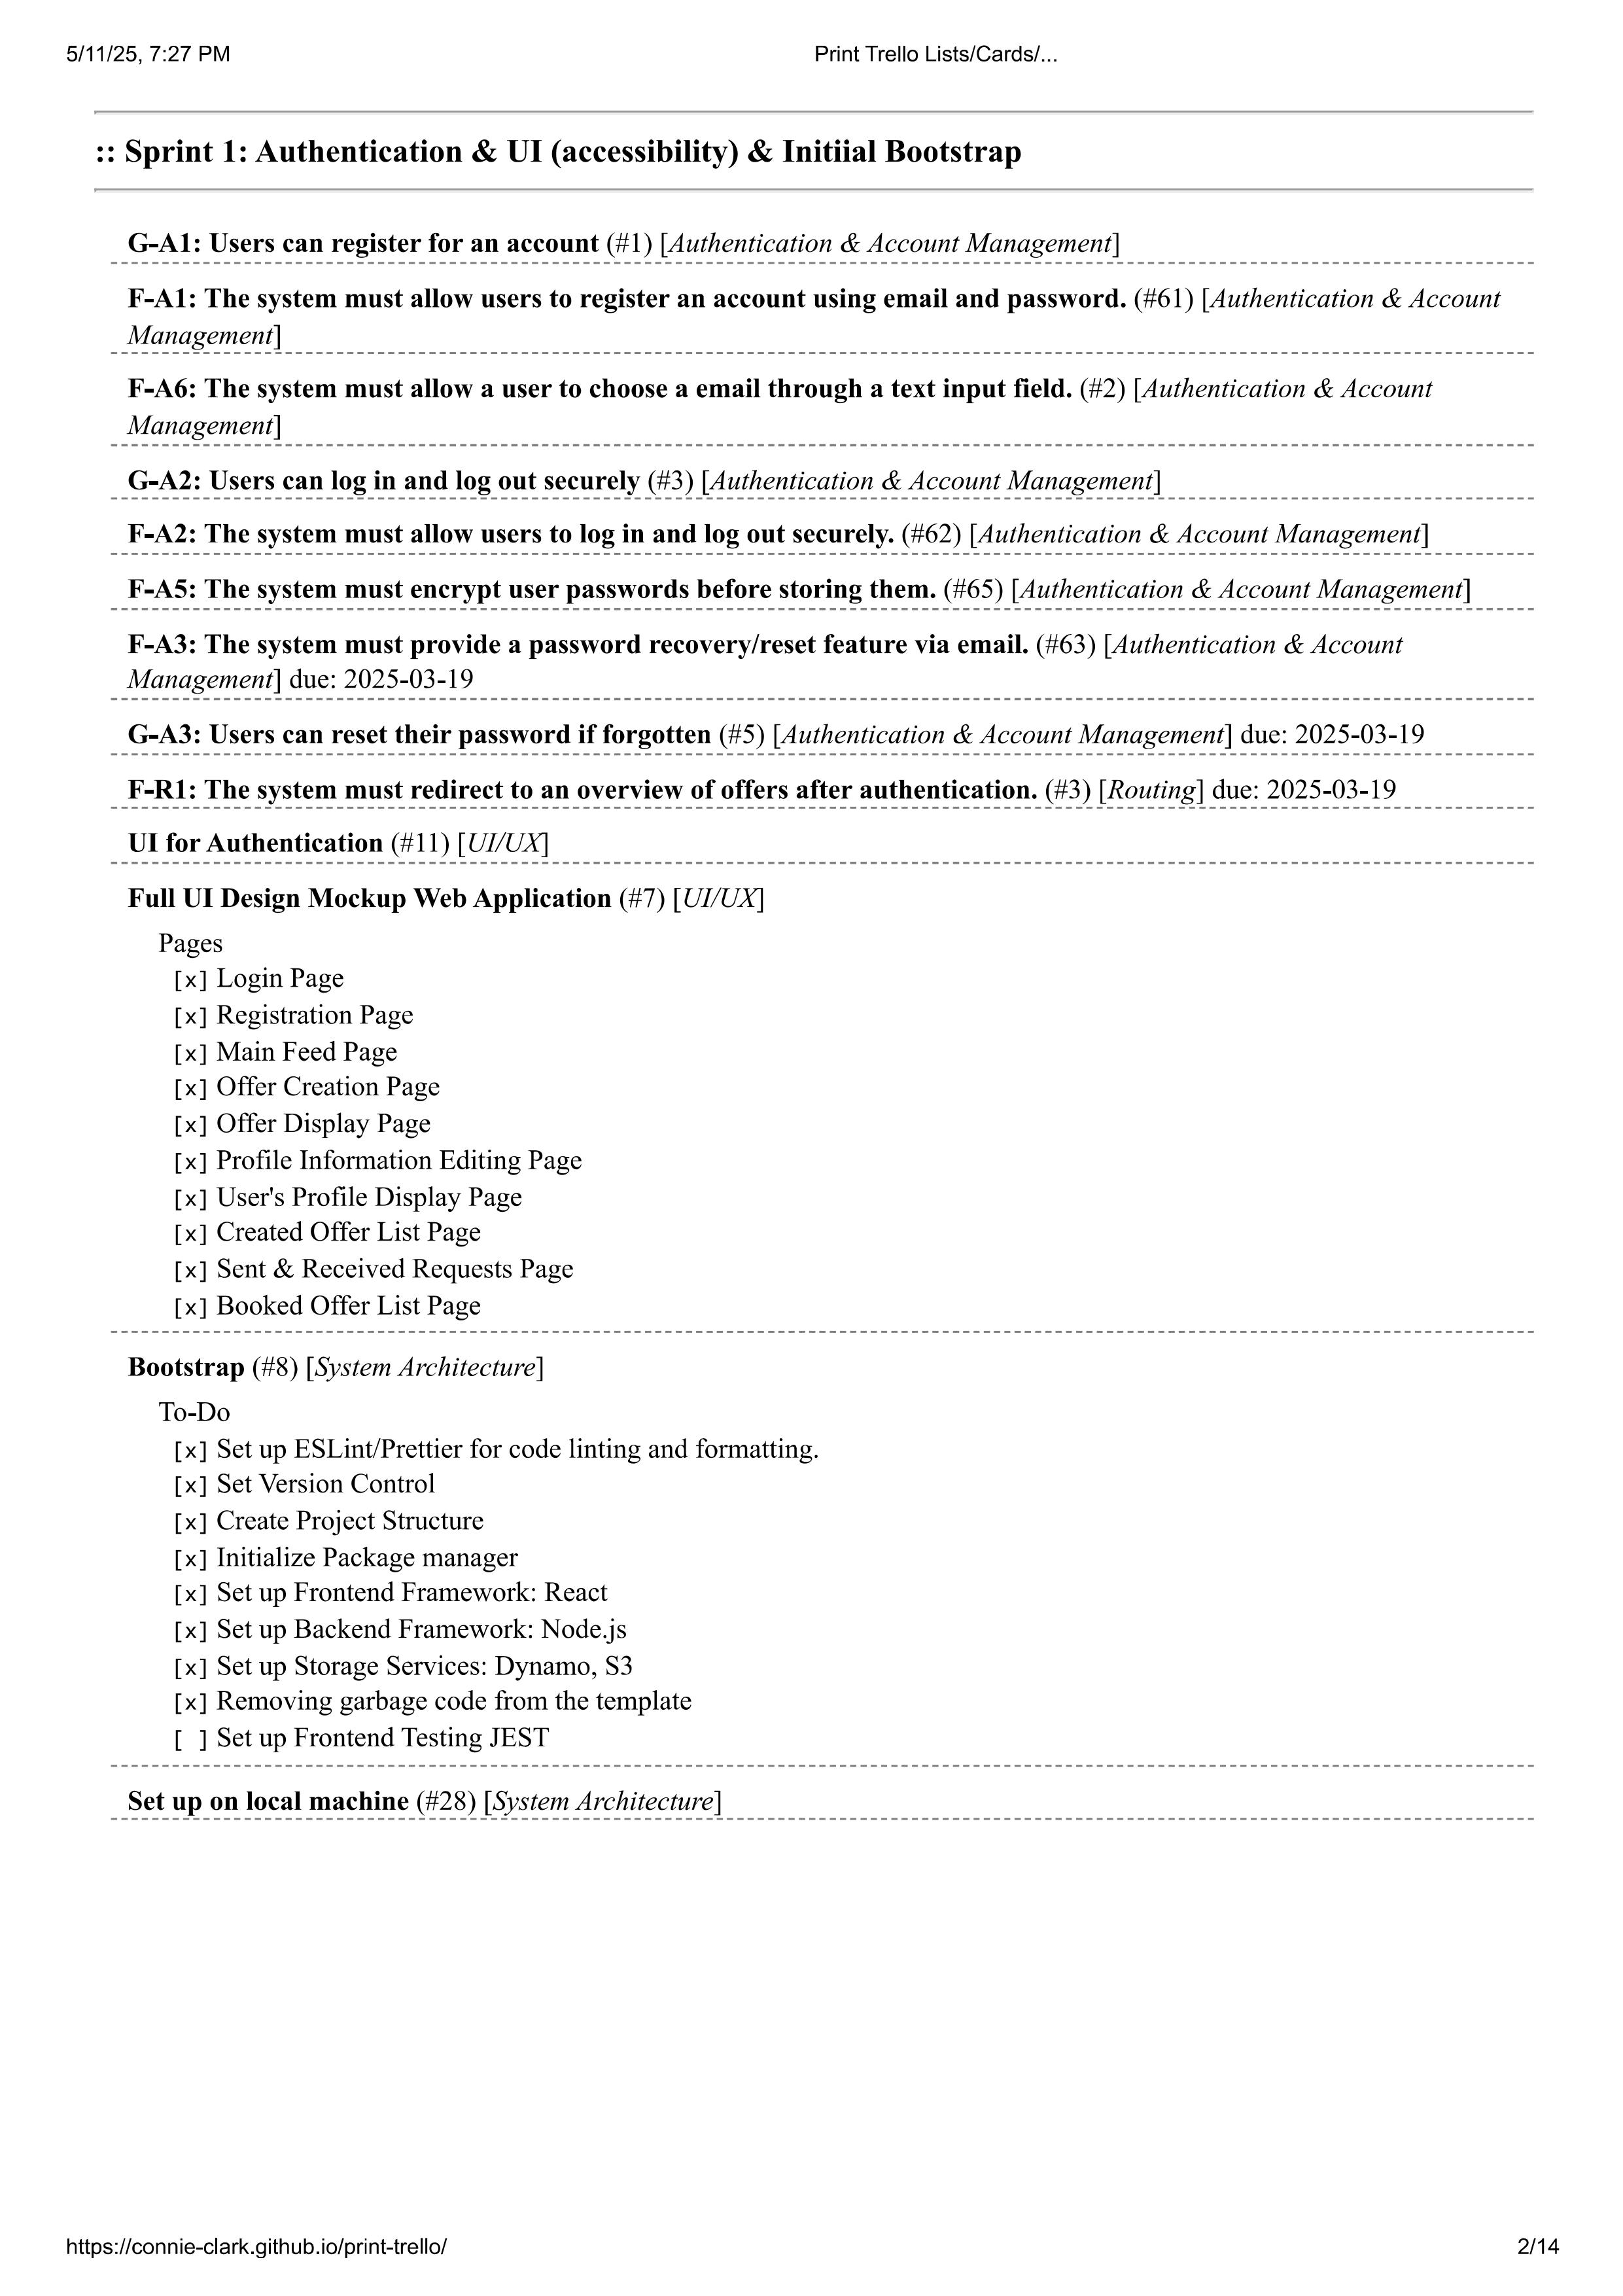 5/11/25, 7:27 PM
Print Trello Lists/Cards/...
:: Sprint 1: Authentication & UI (accessibility) & Initiial Bootstrap
G-A1: Users can register for an account (#1) [Authentication & Account Management]
F-A1: The system must allow users to register an account using email and password. (#61) [Authentication & Account
Management]
F-A6: The system must allow a user to choose a email through a text input field. (#2) [Authentication & Account
Management]
G-A2: Users can log in and log out securely (#3) [Authentication & Account Management]
F-A2: The system must allow users to log in and log out securely. (#62) [Authentication & Account Management]
F-A5: The system must encrypt user passwords before storing them. (#65) [Authentication & Account Management]
F-A3: The system must provide a password recovery/reset feature via email. (#63) [Authentication & Account
Management] due: 2025-03-19
G-A3: Users can reset their password if forgotten (#5) [Authentication & Account Management] due: 2025-03-19
F-R1: The system must redirect to an overview of offers after authentication. (#3) [Routing] due: 2025-03-19
UI for Authentication (#11) [UI/UX]
Full UI Design Mockup Web Application (#7) [UI/UX]
Pages
[x] Login Page
[x] Registration Page
[x] Main Feed Page
[x] Offer Creation Page
[x] Offer Display Page
[x] Profile Information Editing Page
[x] User's Profile Display Page
[x] Created Offer List Page
[x] Sent & Received Requests Page
[x] Booked Offer List Page
Bootstrap (#8) [System Architecture]
To-Do
[x] Set up ESLint/Prettier for code linting and formatting.
[x] Set Version Control
[x] Create Project Structure
[x] Initialize Package manager
[x] Set up Frontend Framework: React
[x] Set up Backend Framework: Node.js
[x] Set up Storage Services: Dynamo, S3
[x] Removing garbage code from the template
[ ] Set up Frontend Testing JEST
Set up on local machine (#28) [System Architecture]
https://connie-clark.github.io/print-trello/
2/14